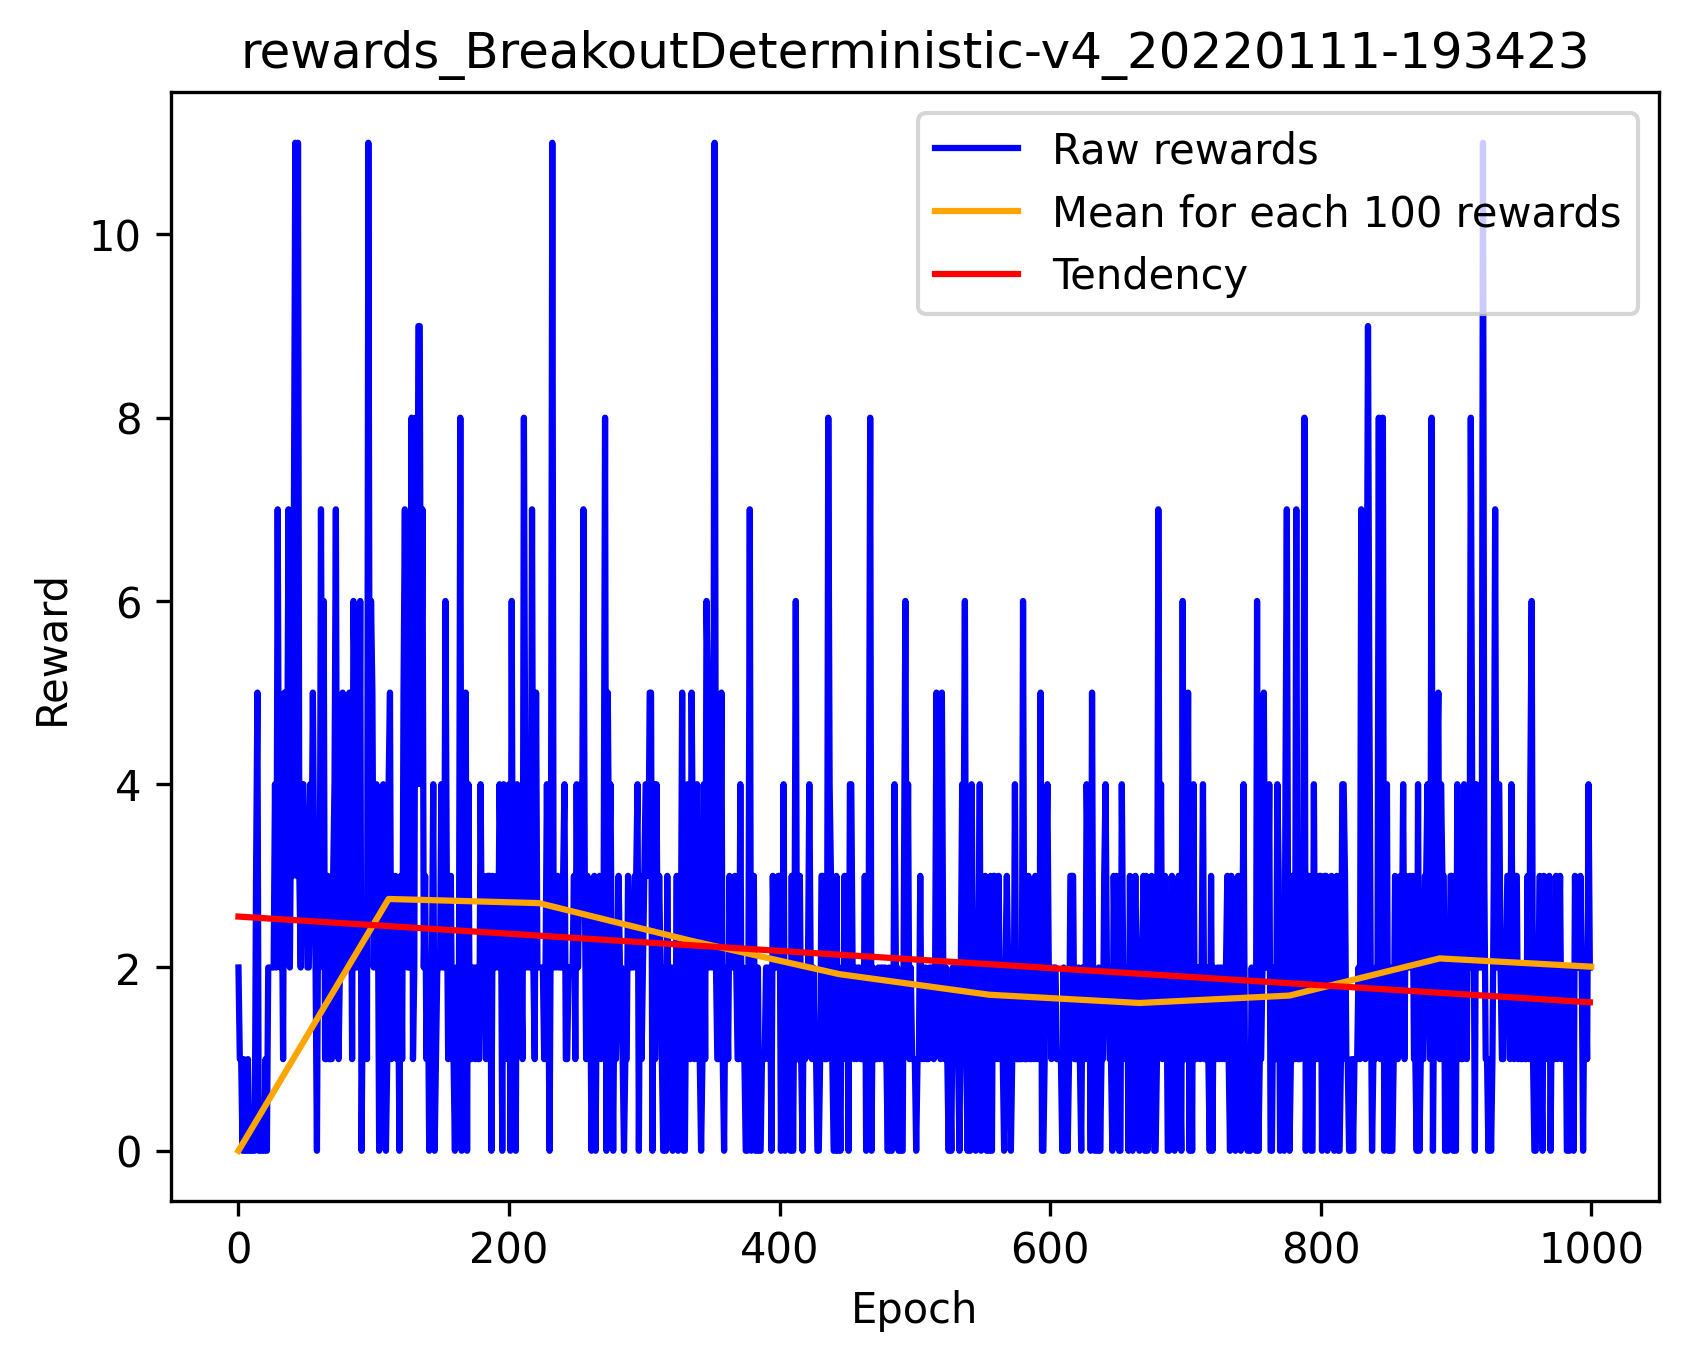 rewards_BreakoutDeterministic-v4_20220111-193423
Raw rewards
Mean for each 100 rewards
Tendency
10
8
6
4
2
0
Reward
0 200 400 600 800 1000
Epoch